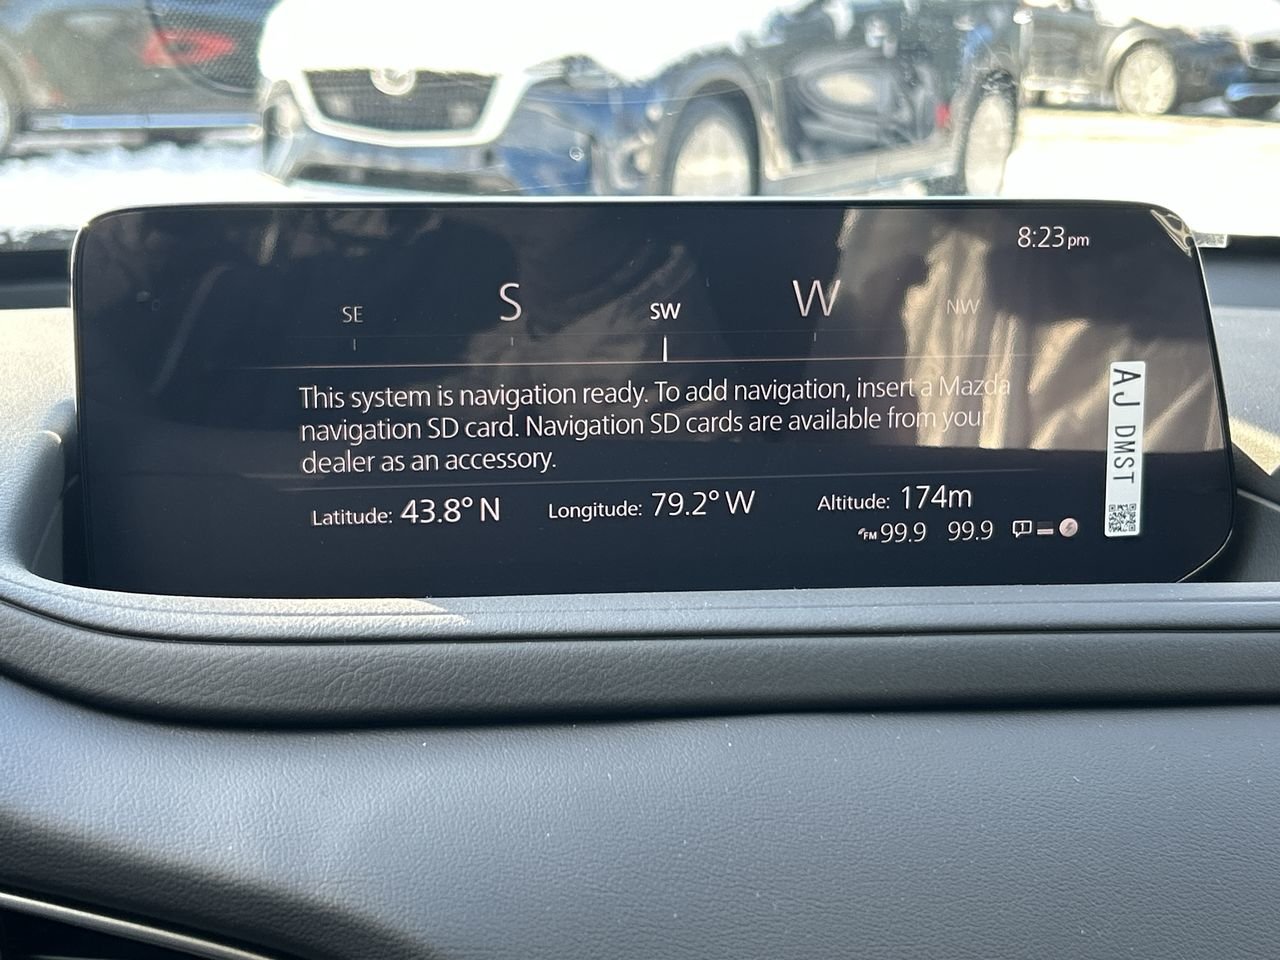 8:23pm
SE S SW W NW
This system is navigation ready. To add navigation, insert a Mazda
navigation SD card. Navigation SD cards are available from your
dealer as an accessory.
Latitude: 43.8° N Longitude: 79.2° W Altitude: 174m
FM 99.9 99.9
AJ DMST